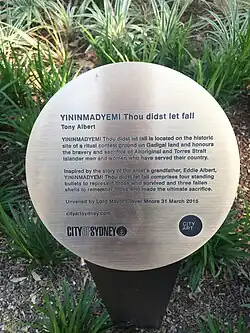 YININMADYEMI Thou didst let fall
Tony Albert
YININMADYEMI Thou didst let fall is located on the historic
site of a ritual contest ground on Gadigal land and honours
the bravery and sacrifice of Aboriginal and Torres Strait
Islander men and women who have served their country.
Inspired by the story of the artist's grandfather, Eddie Albert,
YININMADYEMI Thou didst let fall comprises four standing
bullets to represent those who survived and three fallen
shells to remember those who made the ultimate sacrifice.
Unveiled by Lord Mayor Clover Moore 31 March 2015
cityartsydney.com
CITY OF SYDNEY
CITY
ART